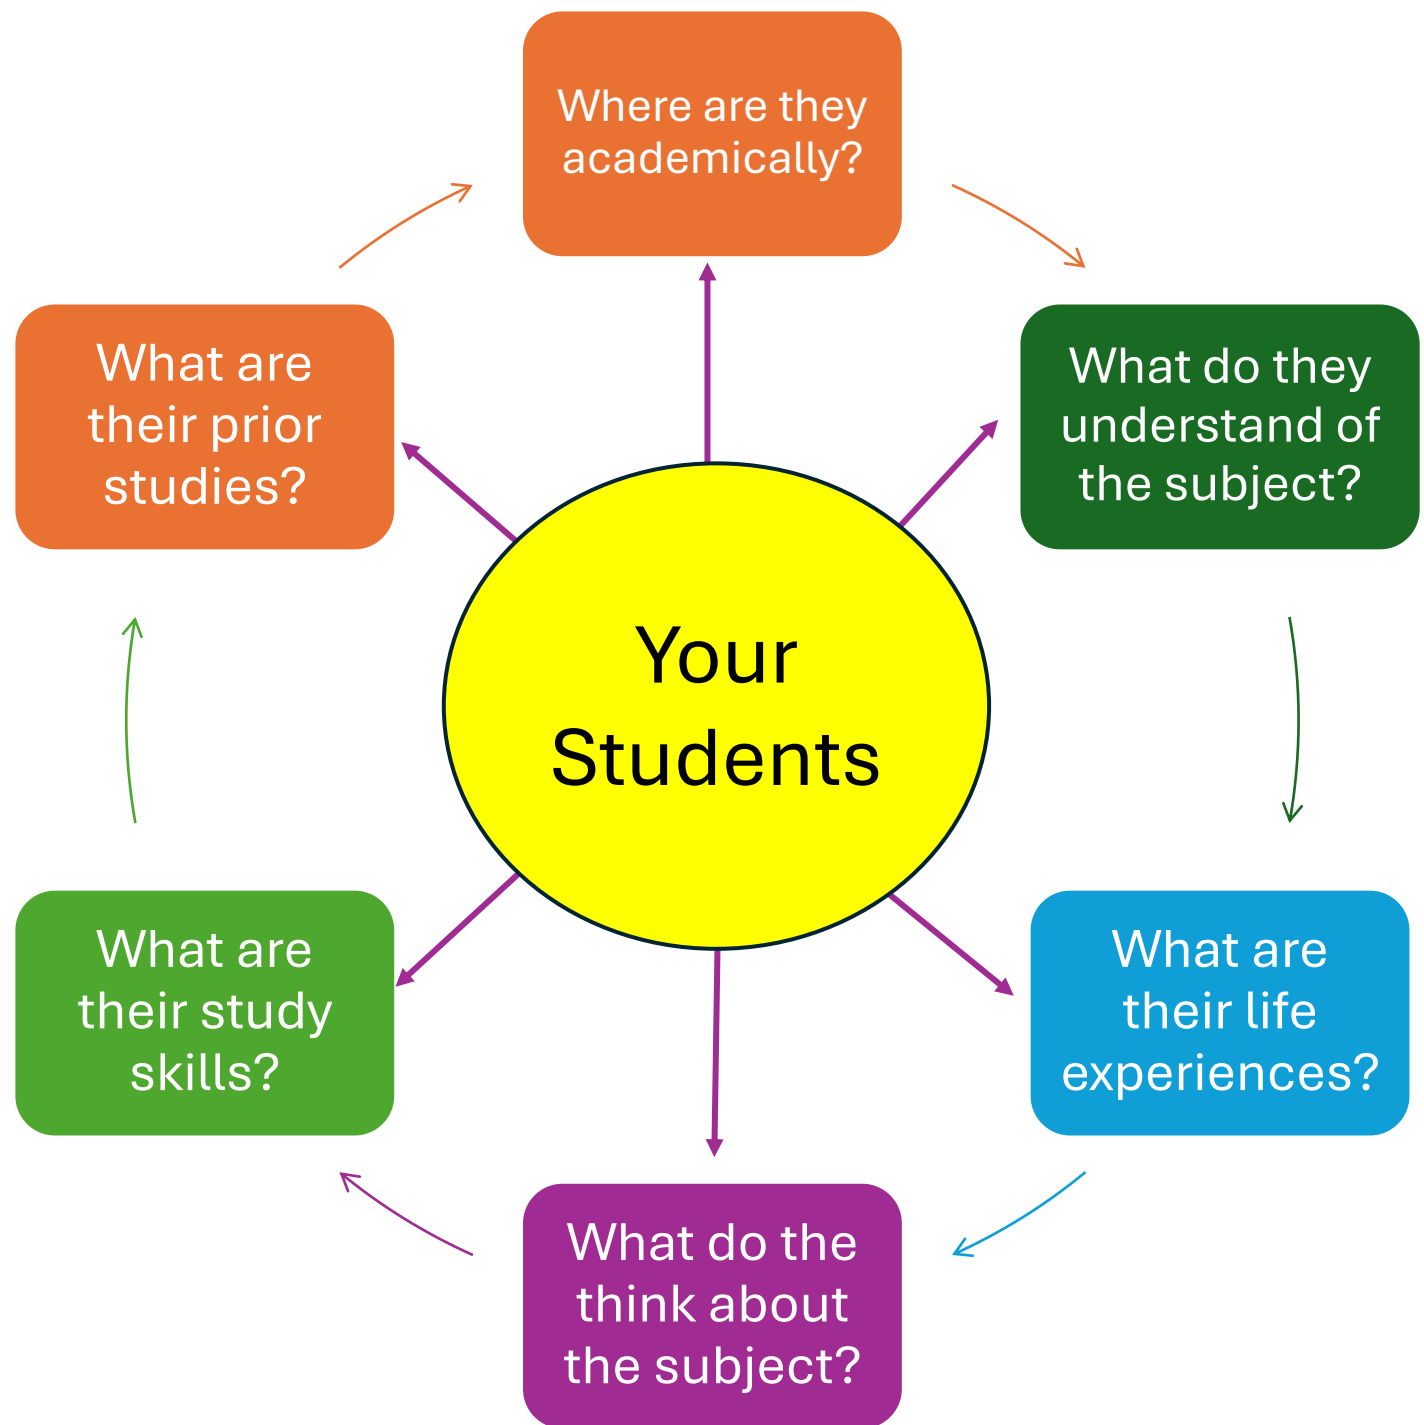 Where are they
academically?
What do they
understand of
the subject?
What are
their life
experiences?
What do the
think about
the subject?
What are
their study
skills?
What are
their prior
studies?
Your
Students